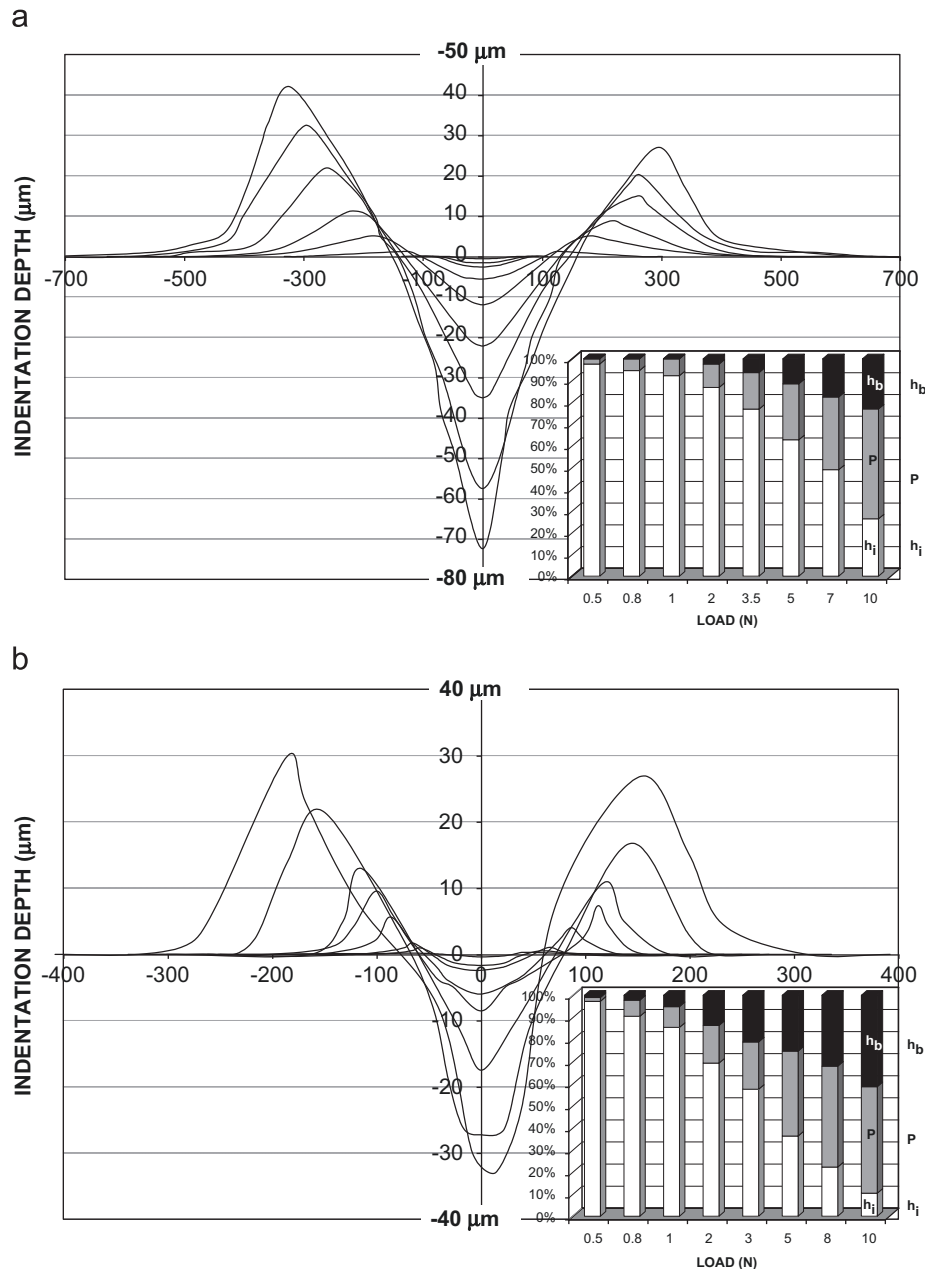 a
-50 µm
40
30
20
10
0
-700 -500 -300 -100 100 300 500 700
-10
-20
-30
-40
-50
-60
-70
-80 µm
INDENTATION DEPTH (µm)
100%
90%
80%
70%
60%
50%
40%
30%
20%
10%
0%
hb hb
P P
hi hi
0.5 0.8 1 2 3.5 5 7 10
LOAD (N)
b
40 µm
30
20
10
0
-400 -300 -200 -100 0 100 200 300 400
-10
-20
-30
-40 µm
INDENTATION DEPTH (µm)
100%
90%
80%
70%
60%
50%
40%
30%
20%
10%
0%
hb hb
P P
hi hi
0.5 0.8 1 2 3 5 8 10
LOAD (N)